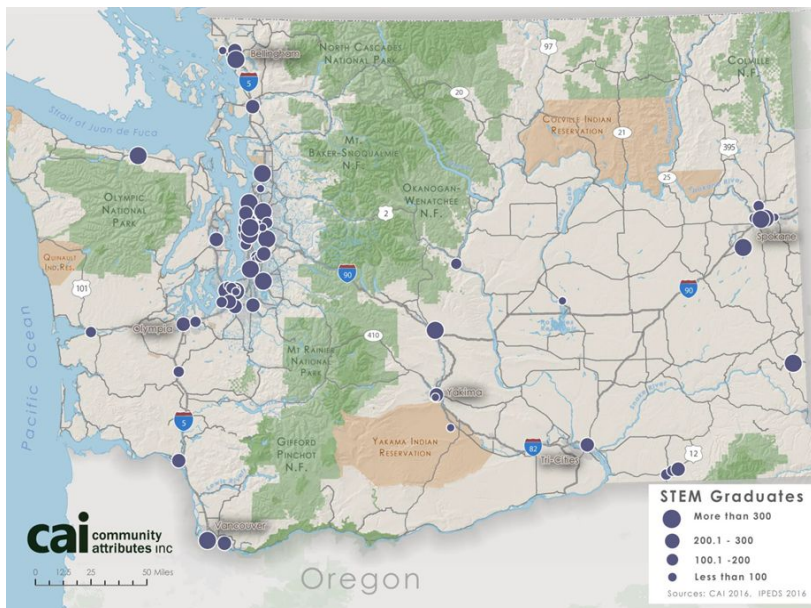 Bellingham
NORTH CASCADES
NATIONAL PARK
97
COLVILLE
N.F.
5
20
Strait of Juan de Fuca
COLVILLE INDIAN
RESERVATION
21
395
MT.
BAKER-SNOQUALMIE
N.F.
25
OKANOGAN-
WENATCHEE
N.F.
OLYMPIC
NATIONAL
PARK
2
Spokane
QUINAULT
IND. RES.
90
90
101
Olympia
410
MT RAINIER
NATIONAL
PARK
Pacific Ocean
Yakima
Snake River
5
GIFFORD
PINCHOT
N.F.
YAKAMA INDIAN
RESERVATION
82
Tri-Cities
12
Vancouver
cai community
attributes inc
0 12.5 25 50 Miles
Oregon
STEM Graduates
More than 300
200.1 - 300
100.1 -200
Less than 100
Sources: CAI 2016, IPEDS 2016